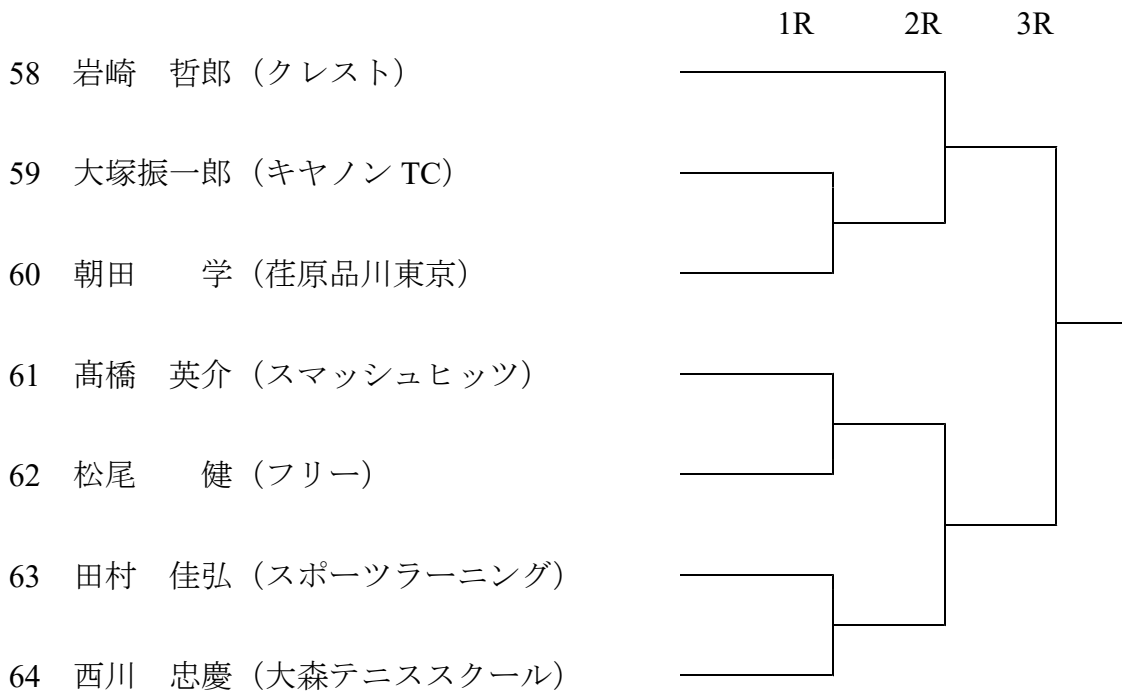 1R 2R 3R
58 岩崎　哲郎（クレスト）
59 大塚振一郎（キヤノン TC）
60 朝田　　学（荏原品川東京）
61 髙橋　英介（スマッシュヒッツ）
62 松尾　　健（フリー）
63 田村　佳弘（スポーツラーニング）
64 西川　忠慶（大森テニススクール）